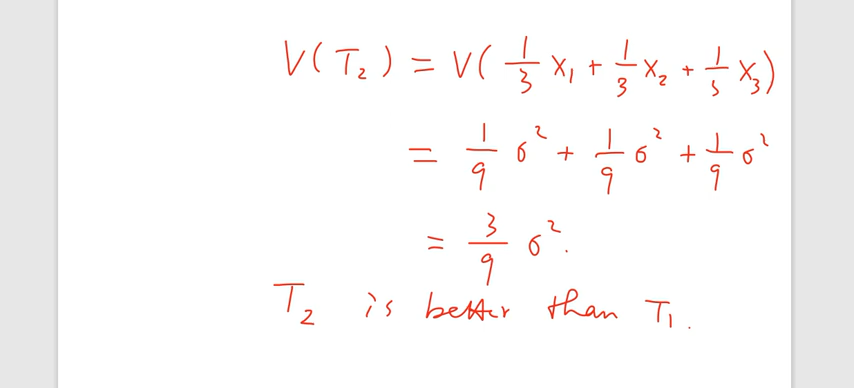 V(T₂) = V(1/3 X₁ + 1/3 X₂ + 1/3 X₃)
= 1/9 σ² + 1/9 σ² + 1/9 σ²
= 3/9 σ².
T₂ is better than T₁.